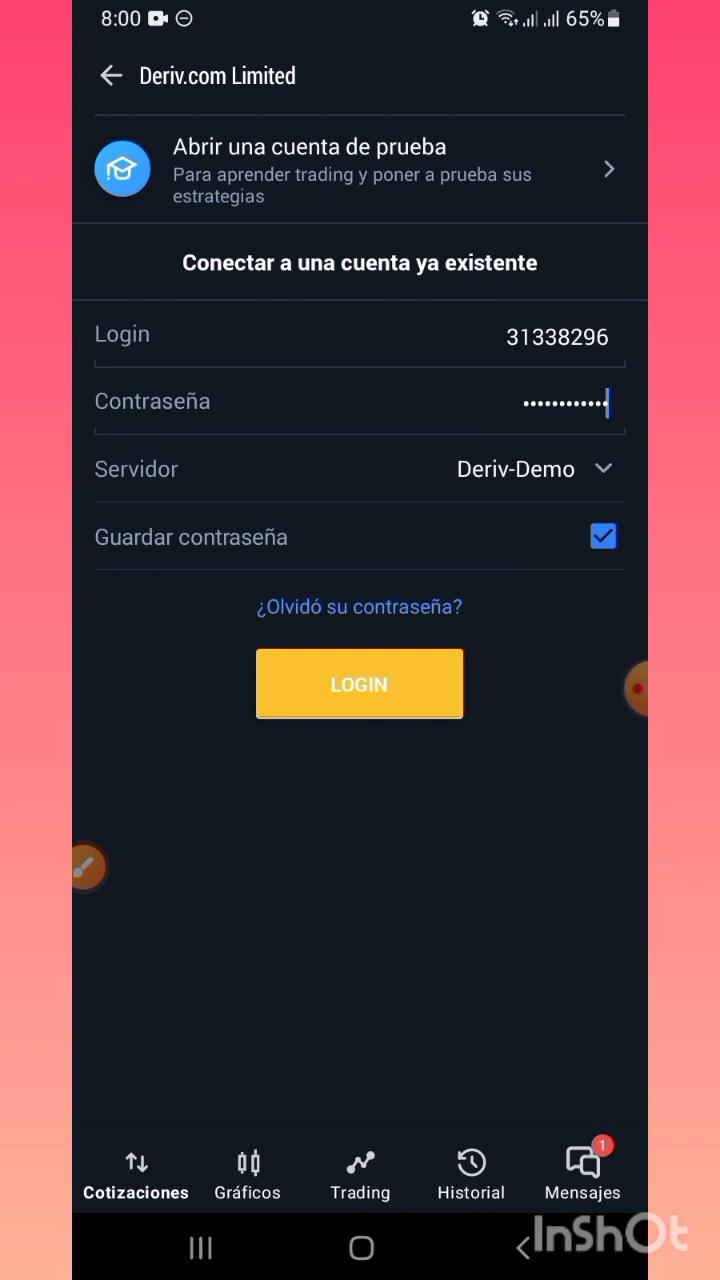 8:00
65%
Deriv.com Limited
Abrir una cuenta de prueba
Para aprender trading y poner a prueba sus
estrategias
Conectar a una cuenta ya existente
Login 31338296
Contraseña ••••••••••••
Servidor Deriv-Demo
Guardar contraseña
¿Olvidó su contraseña?
LOGIN
1
Cotizaciones Gráficos Trading Historial Mensajes
InShOt